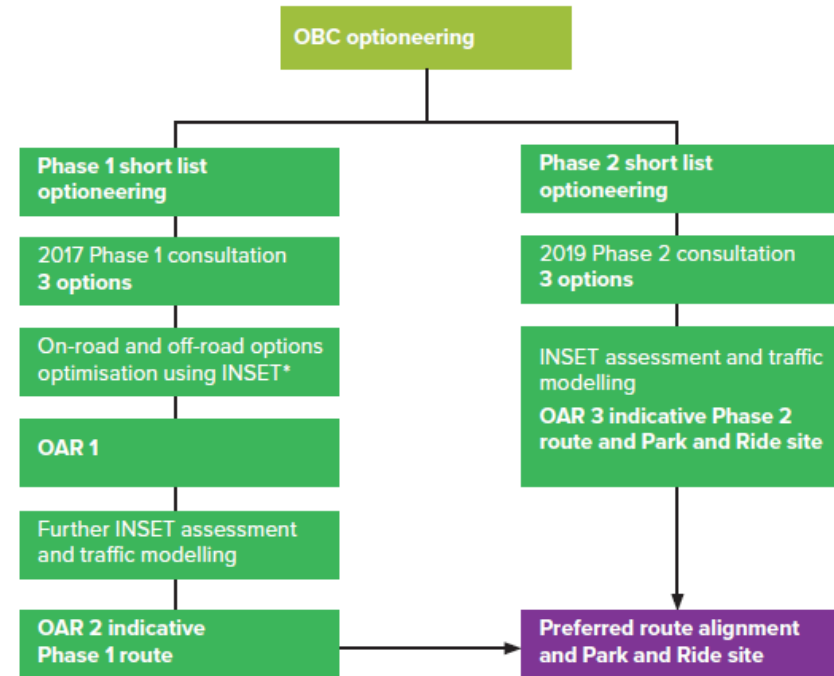 OBC optioneering
Phase 1 short list
optioneering
2017 Phase 1 consultation
3 options
On-road and off-road options
optimisation using INSET*
OAR 1
Further INSET assessment
and traffic modelling
OAR 2 indicative
Phase 1 route
Phase 2 short list
optioneering
2019 Phase 2 consultation
3 options
INSET assessment and traffic
modelling
OAR 3 indicative Phase 2
route and Park and Ride site
Preferred route alignment
and Park and Ride site